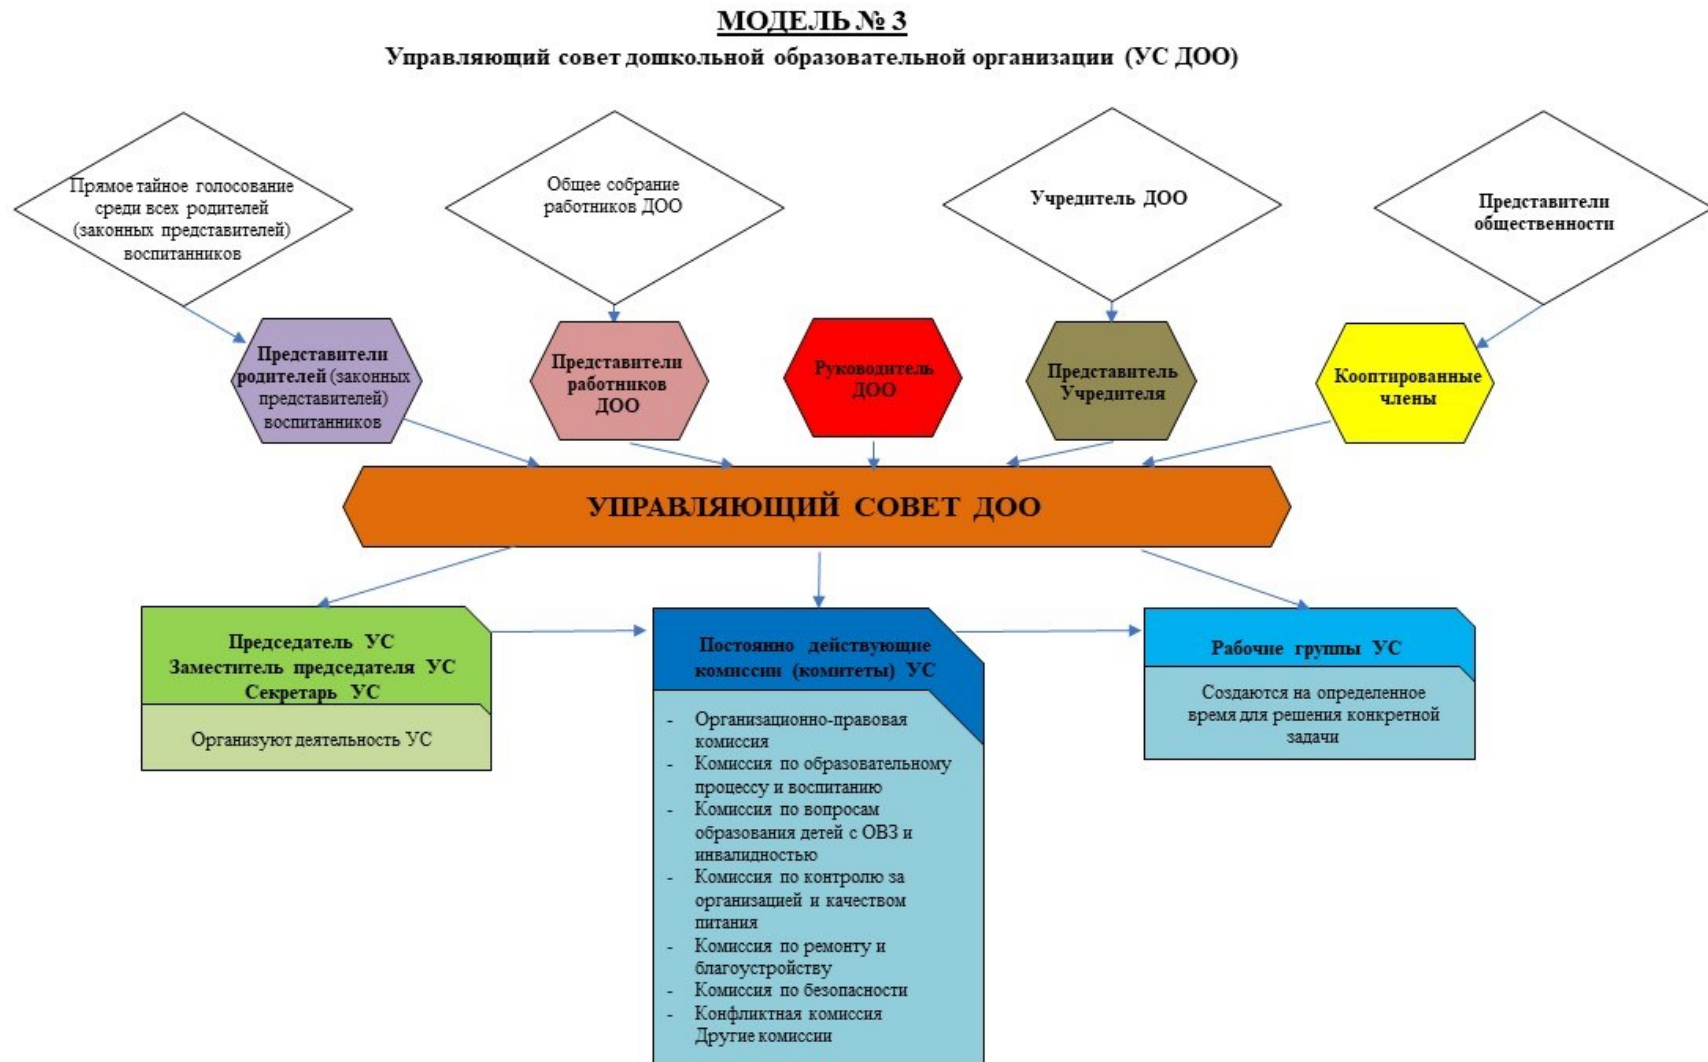 МОДЕЛЬ № 3
Управляющий совет дошкольной образовательной организации (УС ДОО)
Прямое тайное голосование
среди всех родителей
(законных представителей)
воспитанников
Общее собрание
работников ДОО
Учредитель ДОО
Представители
общественности
Представители
родителей (законных
представителей)
воспитанников
Представители
работников
ДОО
Руководитель
ДОО
Представитель
Учредителя
Кооптированные
члены
УПРАВЛЯЮЩИЙ СОВЕТ ДОО
Председатель УС
Заместитель председателя УС
Секретарь УС
Организуют деятельность УС
Постоянно действующие
комиссии (комитеты) УС
- Организационно-правовая
комиссия
- Комиссия по образовательному
процессу и воспитанию
- Комиссия по вопросам
образования детей с ОВЗ и
инвалидностью
- Комиссия по контролю за
организацией и качеством
питания
- Комиссия по ремонту и
благоустройству
- Комиссия по безопасности
- Конфликтная комиссия
Другие комиссии
Рабочие группы УС
Создаются на определенное
время для решения конкретной
задачи